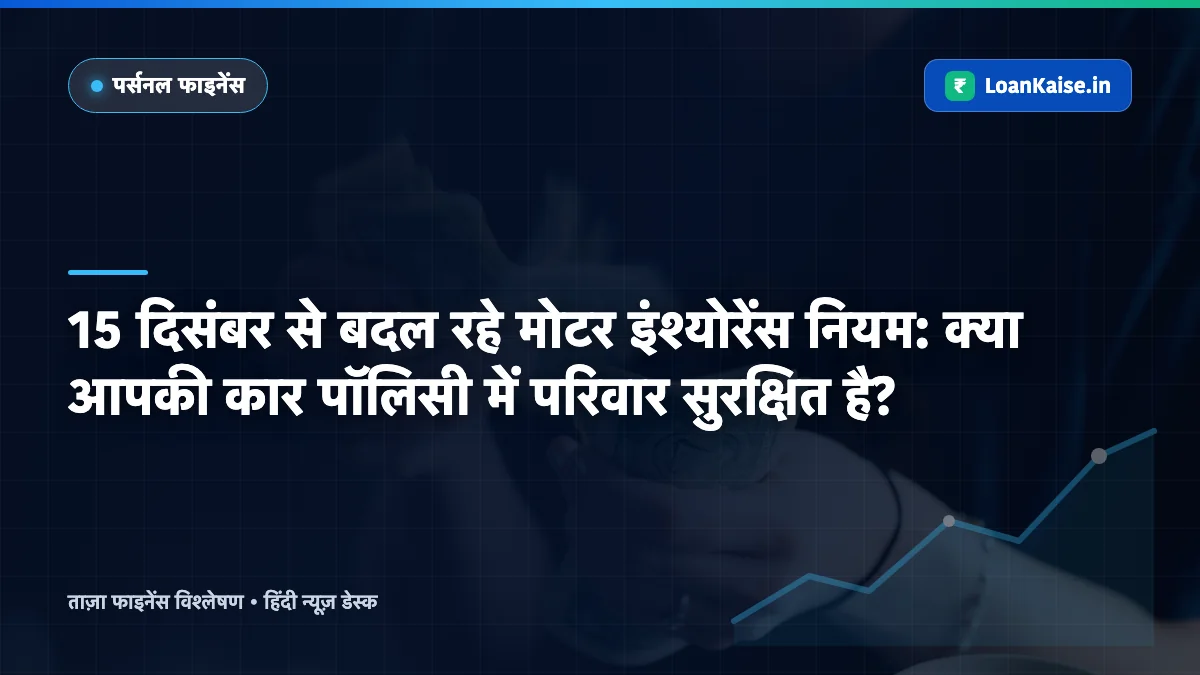 पर्सनल फाइनेंस
₹ LoanKaise.in
15 दिसंबर से बदल रहे मोटर इंश्योरेंस नियम: क्या
आपकी कार पॉलिसी में परिवार सुरक्षित है?
ताज़ा फाइनेंस विश्लेषण • हिंदी न्यूज़ डेस्क